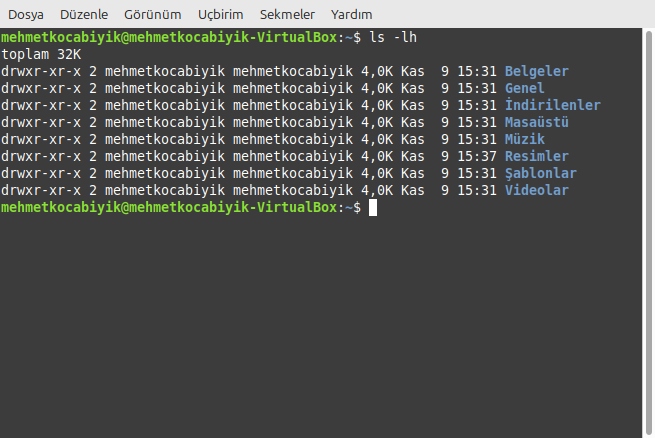 Dosya Düzenle Görünüm Uçbirim Sekmeler Yardım
mehmetkocabiyik@mehmetkocabiyik-VirtualBox:~$ ls -lh
toplam 32K
drwxr-xr-x 2 mehmetkocabiyik mehmetkocabiyik 4,0K Kas  9 15:31 Belgeler
drwxr-xr-x 2 mehmetkocabiyik mehmetkocabiyik 4,0K Kas  9 15:31 Genel
drwxr-xr-x 2 mehmetkocabiyik mehmetkocabiyik 4,0K Kas  9 15:31 İndirilenler
drwxr-xr-x 2 mehmetkocabiyik mehmetkocabiyik 4,0K Kas  9 15:31 Masaüstü
drwxr-xr-x 2 mehmetkocabiyik mehmetkocabiyik 4,0K Kas  9 15:31 Müzik
drwxr-xr-x 2 mehmetkocabiyik mehmetkocabiyik 4,0K Kas  9 15:37 Resimler
drwxr-xr-x 2 mehmetkocabiyik mehmetkocabiyik 4,0K Kas  9 15:31 Şablonlar
drwxr-xr-x 2 mehmetkocabiyik mehmetkocabiyik 4,0K Kas  9 15:31 Videolar
mehmetkocabiyik@mehmetkocabiyik-VirtualBox:~$